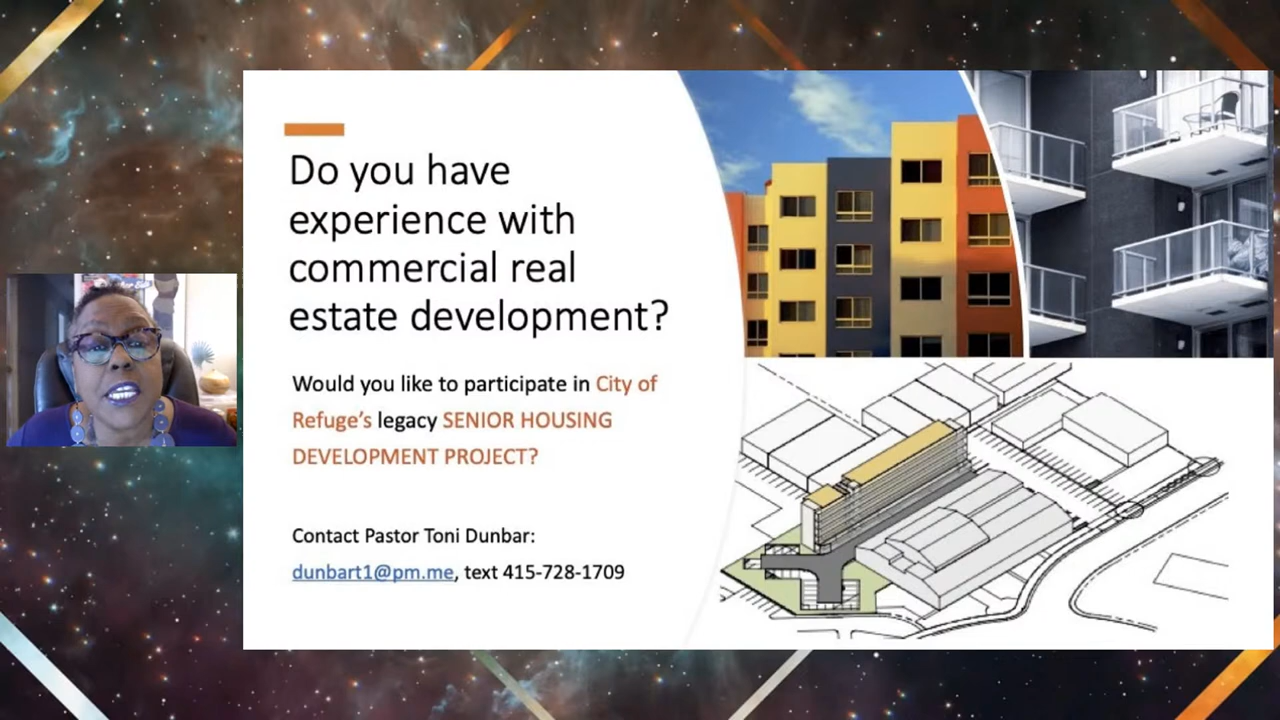 Do you have
experience with
commercial real
estate development?
Would you like to participate in City of
Refuge's legacy SENIOR HOUSING
DEVELOPMENT PROJECT?
Contact Pastor Toni Dunbar:
dunbart1@pm.me, text 415-728-1709